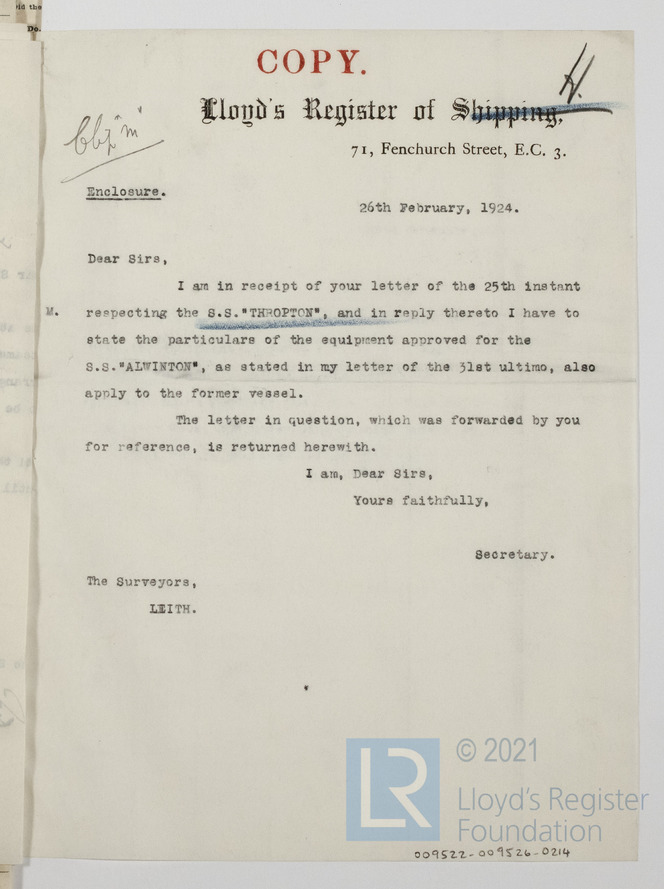 id the
Do.
COPY.
H.
Lloyd's Register of Shipping,
71, Fenchurch Street, E.C. 3.
"m"
Enclosure.
26th February, 1924.
Dear Sirs,
I am in receipt of your letter of the 25th instant
M. respecting the S.S."THROPTON", and in reply thereto I have to
state the particulars of the equipment approved for the
S.S."ALWINTON", as stated in my letter of the 31st ultimo, also
apply to the former vessel.
The letter in question, which was forwarded by you
for reference, is returned herewith.
I am, Dear Sirs,
Yours faithfully,
Secretary.
The Surveyors,
LEITH.
LR
© 2021
Lloyd's Register
Foundation
009522-009526-0214